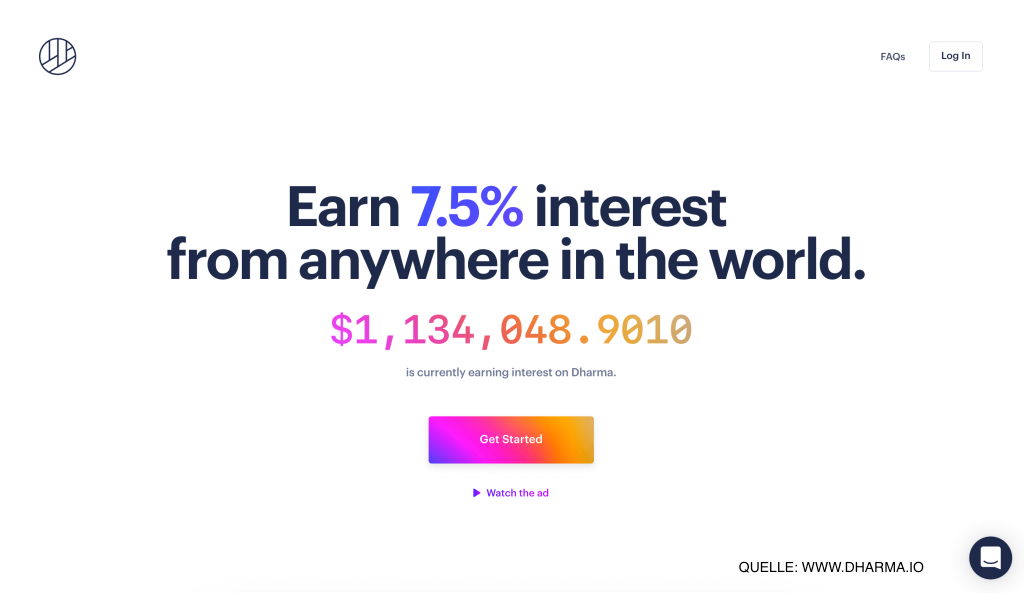 FAQs
Log In
Earn 7.5% interest
from anywhere in the world.
$1,134,048.9010
is currently earning interest on Dharma.
Get Started
Watch the ad
QUELLE: WWW.DHARMA.IO